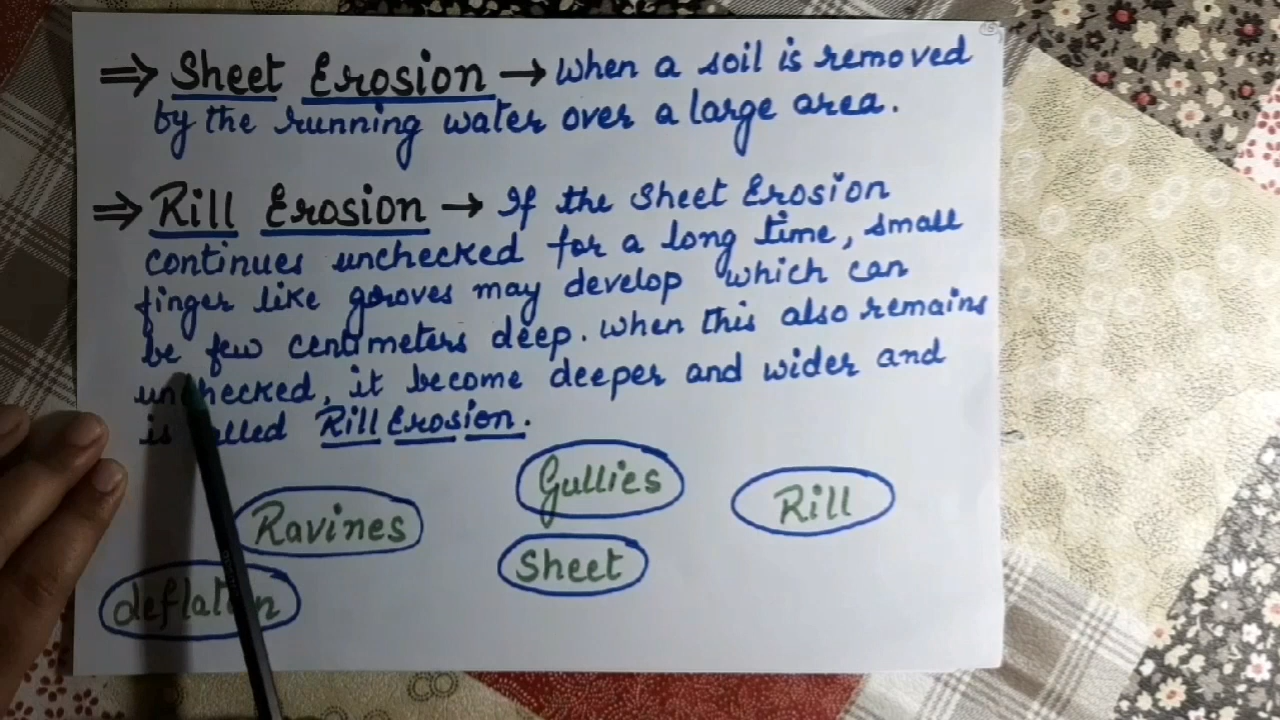 ⇒ Sheet Erosion → When a soil is removed
by the running water over a large area.
⇒ Rill Erosion → If the Sheet Erosion
continues unchecked for a long time, small
finger like goroves may develop which can
be few centimeters deep. When this also remains
unchecked, it become deeper and wider and
is called Rill Erosion.
Gullies
Rill
Ravines
Sheet
deflation